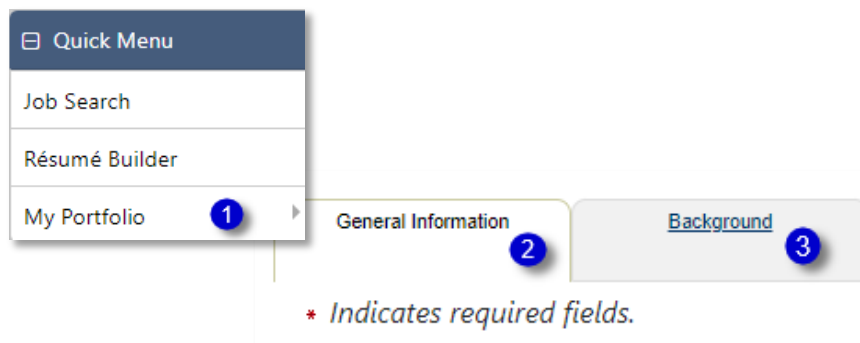 Quick Menu
Job Search
Résumé Builder
My Portfolio 1
General Information 2
Background 3
* Indicates required fields.